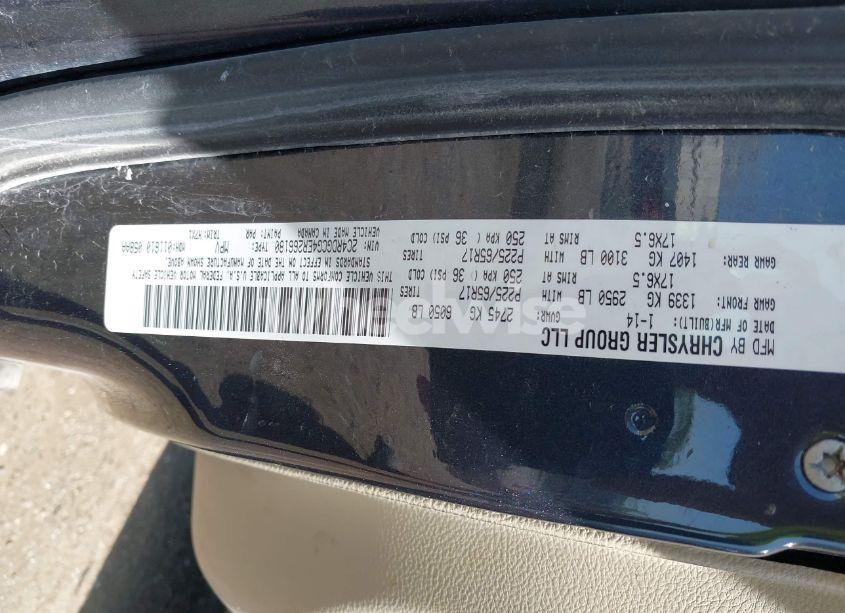 MFD BY CHRYSLER GROUP LLC
DATE OF MFR(BUILT): 1-14
GVWR: 2745 KG 6050 LB
GAWR FRONT: 1339 KG 2950 LB
WITH TIRES P225/65R17
RIMS AT 17X6.5 250 KPA( 36 PSI) COLD
GAWR REAR: 1407 KG 3100 LB
WITH TIRES P225/65R17
RIMS AT 17X6.5 250 KPA ( 36 PSI) COLD
THIS VEHICLE CONFORMS TO ALL APPLICABLE U.S.A. FEDERAL MOTOR VEHICLE SAFETY
STANDARDS IN EFFECT ON THE DATE OF MANUFACTURE SHOWN ABOVE.
VIN: 2C4RDGCG4ER266190 TYPE: MPV
VEHICLE MADE IN CANADA PAINT: PAR TRIM: H7X1